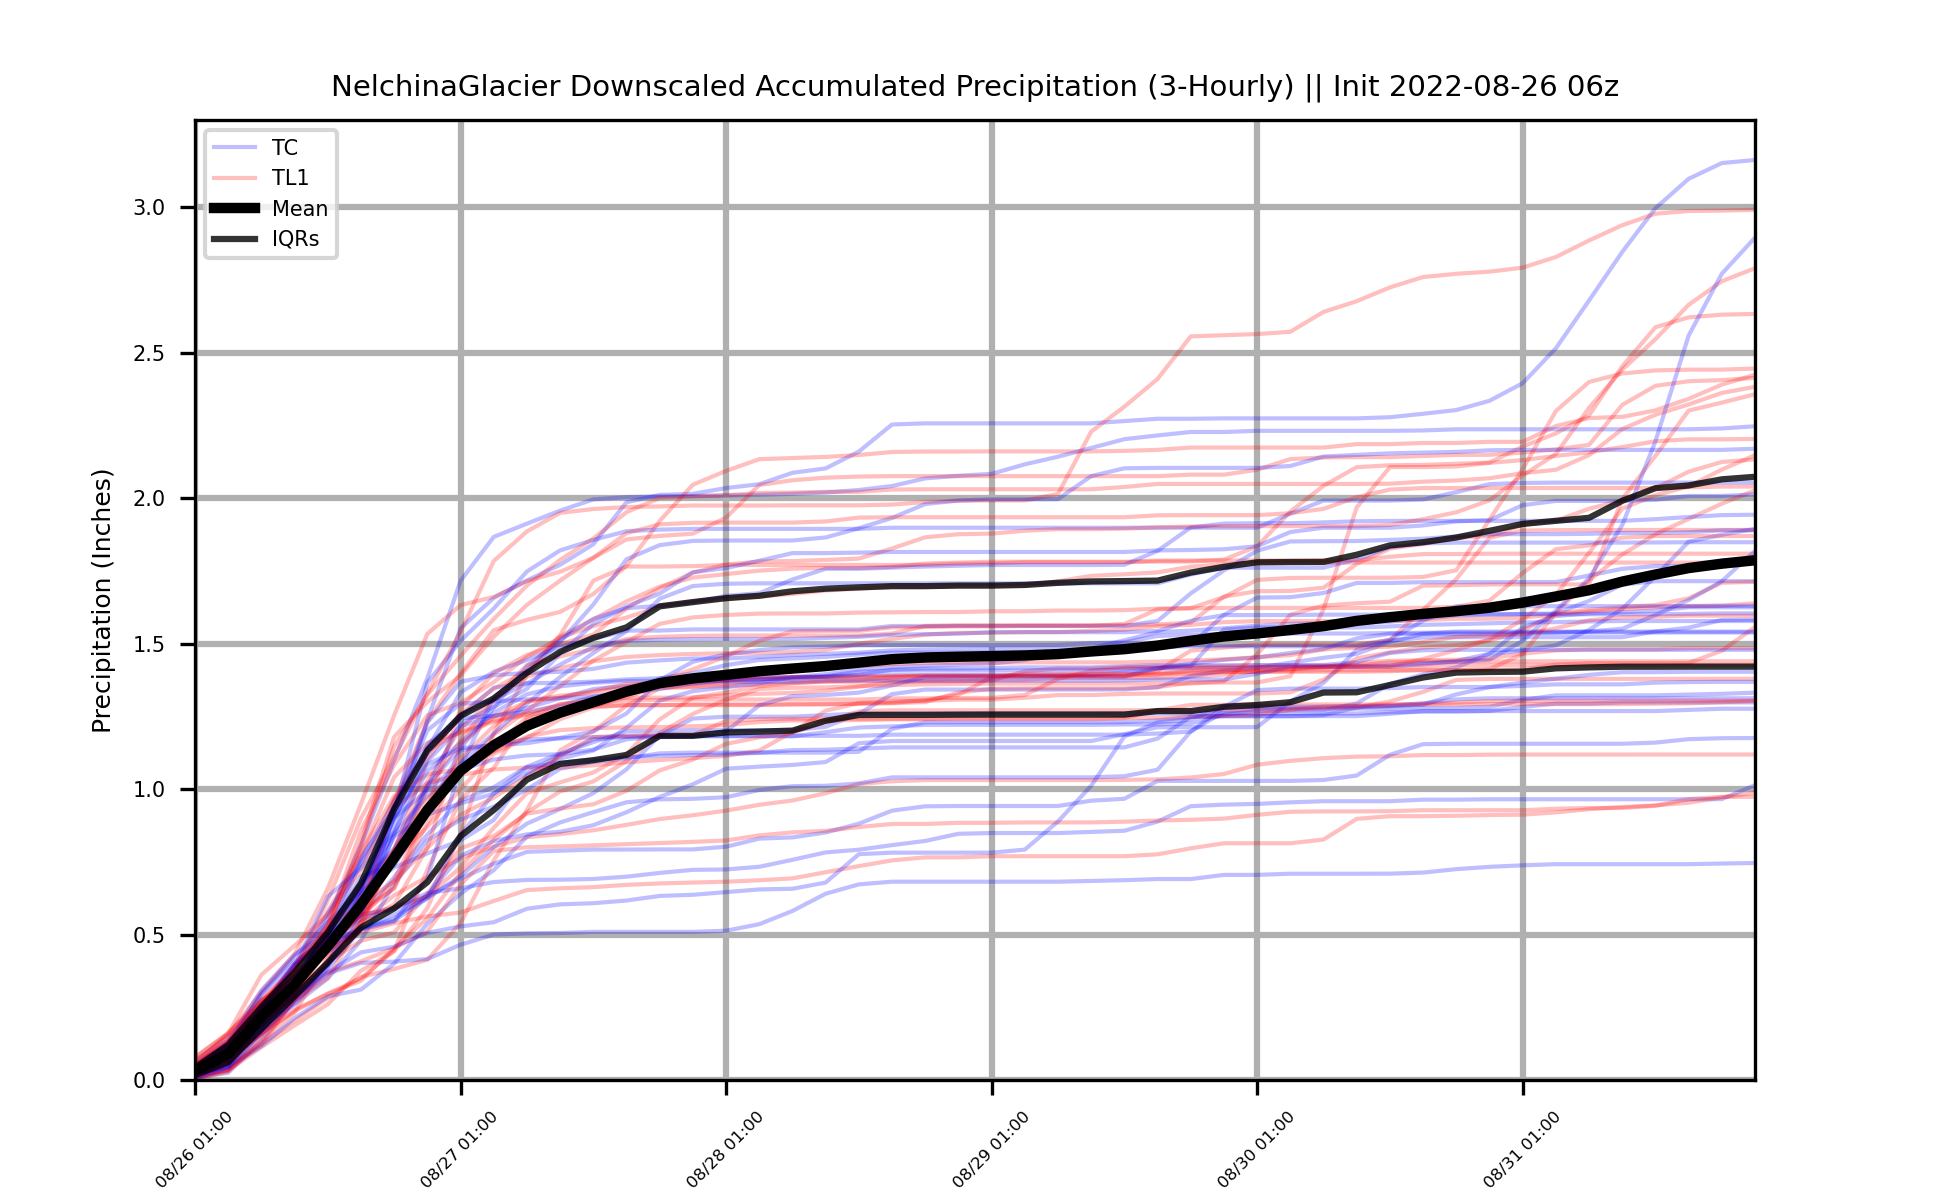 NelchinaGlacier Downscaled Accumulated Precipitation (3-Hourly) || Init 2022-08-26 06z
TC
TL1
Mean
IQRs
Precipitation (Inches)
3.0
2.5
2.0
1.5
1.0
0.5
0.0
08/26 01:00
08/27 01:00
08/28 01:00
08/29 01:00
08/30 01:00
08/31 01:00